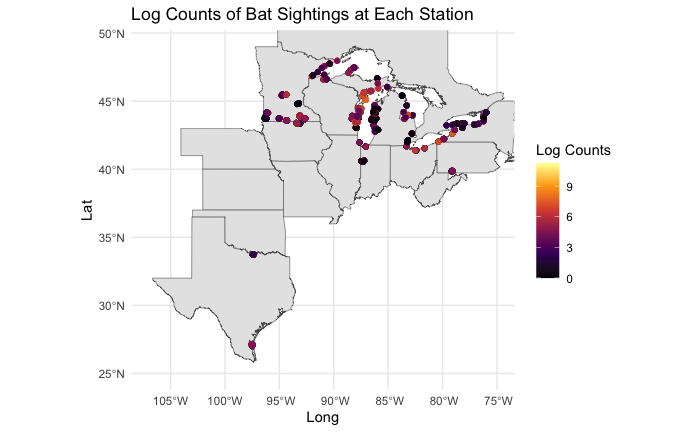 Log Counts of Bat Sightings at Each Station
50°N
45°N
40°N
35°N
30°N
25°N
Lat
105°W 100°W 95°W 90°W 85°W 80°W 75°W
Long
Log Counts
9
6
3
0